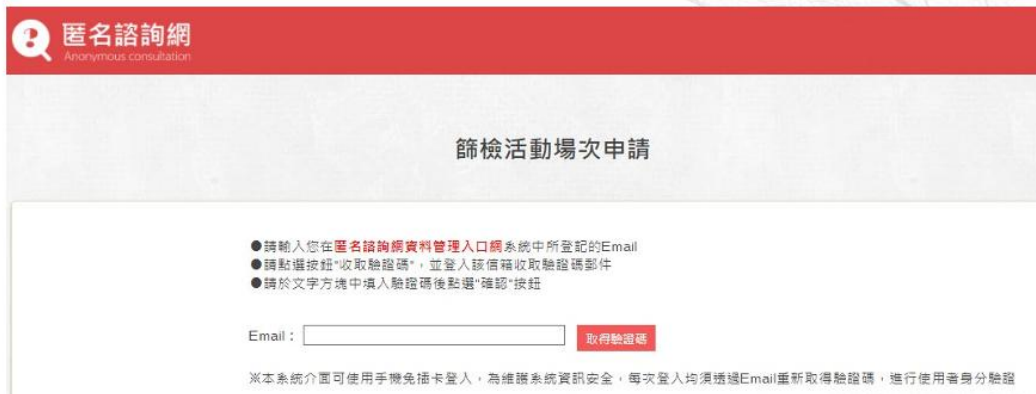 匿名諮詢網
Anonymous consultation
篩檢活動場次申請
●請輸入您在匿名諮詢網資料管理入口網系統中所登記的Email
●請點選按鈕"收取驗證碼"，並登入該信箱收取驗證碼郵件
●請於文字方塊中填入驗證碼後點選"確認"按鈕
Email： 取得驗證碼
※本系統介面可使用手機免插卡登入，為維護系統資訊安全，每次登入均須透過Email重新取得驗證碼，進行使用者身分驗證